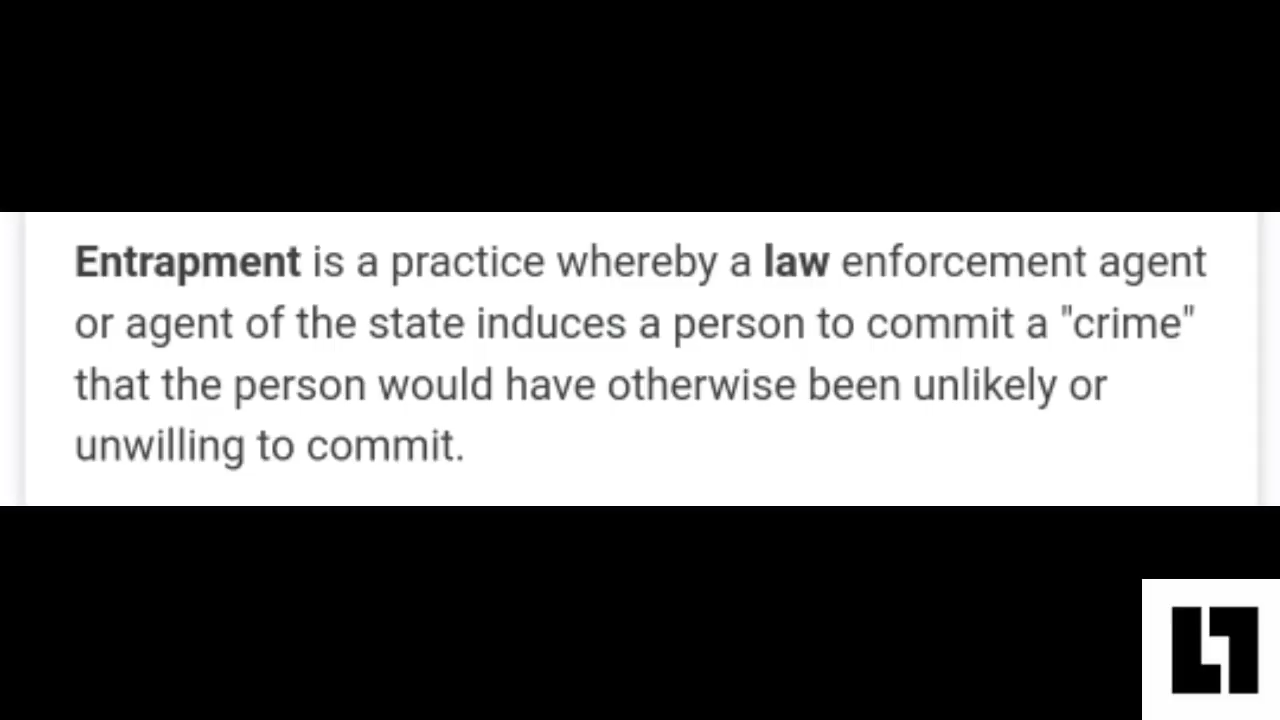 Entrapment is a practice whereby a law enforcement agent
or agent of the state induces a person to commit a "crime"
that the person would have otherwise been unlikely or
unwilling to commit.